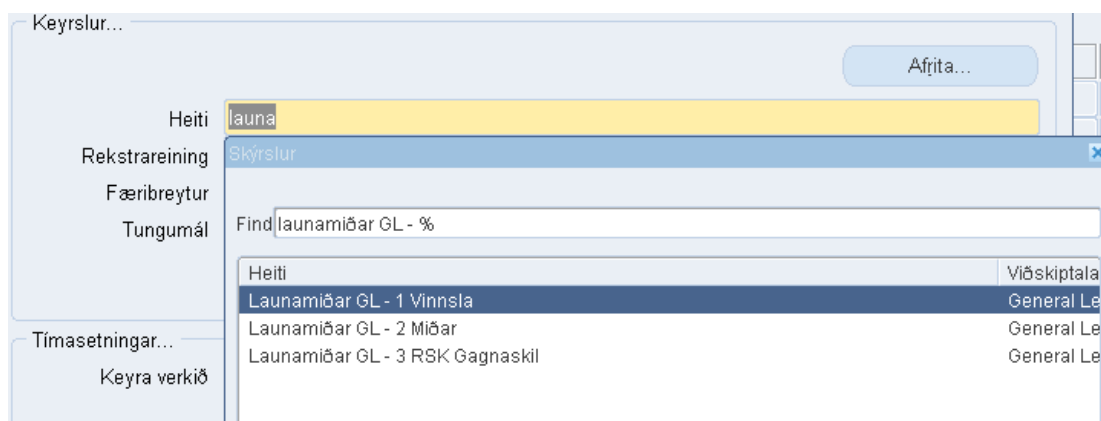 Keyrslur...
Afrita...
Heiti launa
Rekstrareining Skýrslur
Færibreytur
Tungumál Find launamiðar GL - %
Heiti Viðskiptala
Launamiðar GL - 1 Vinnsla General Le
Launamiðar GL - 2 Miðar General Le
Launamiðar GL - 3 RSK Gagnaskil General Le
Tímasetningar...
Keyra verkið